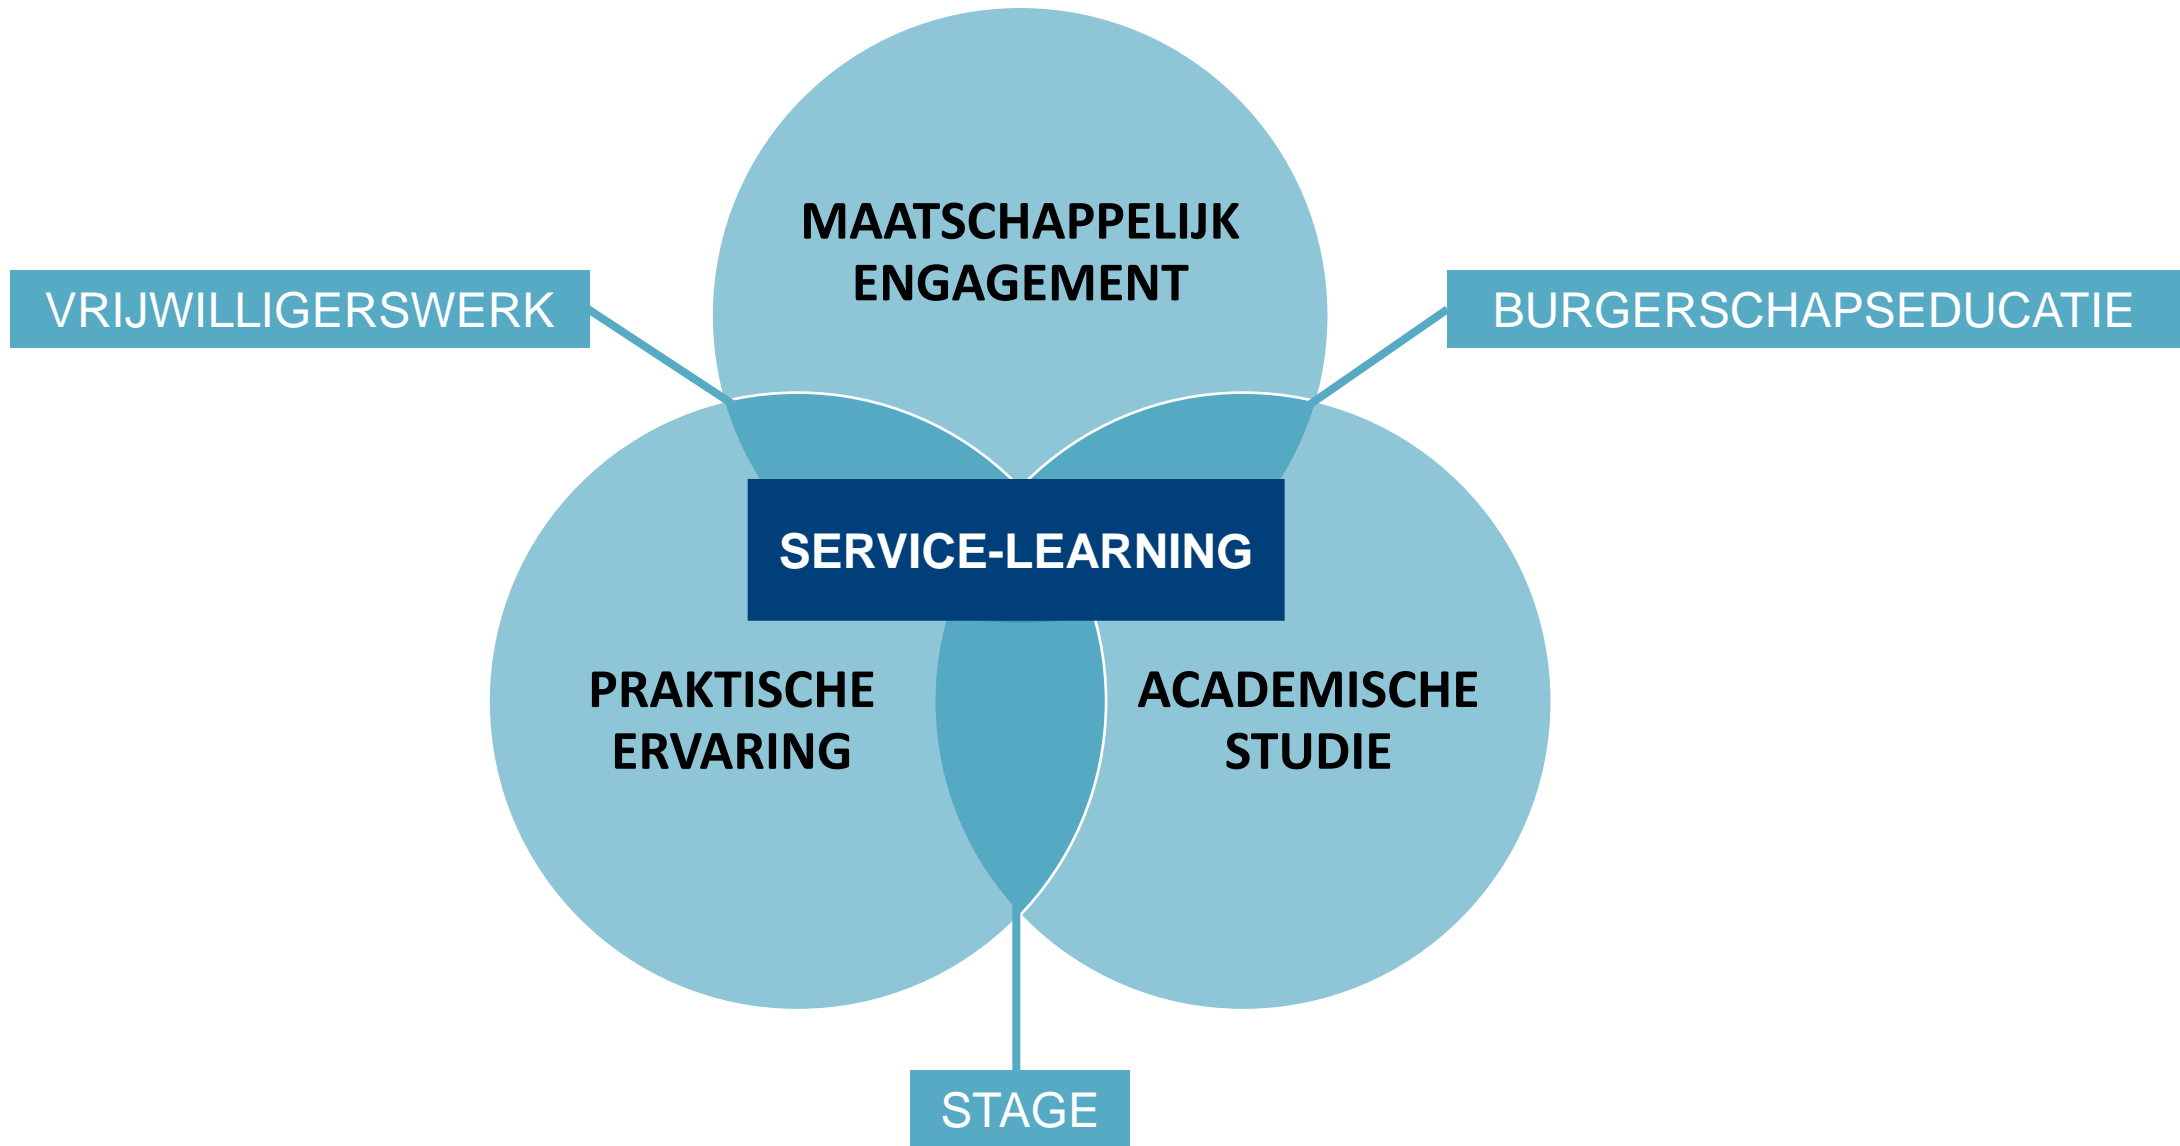 MAATSCHAPPELIJK
ENGAGEMENT
VRIJWILLIGERSWERK
BURGERSCHAPSEDUCATIE
SERVICE-LEARNING
PRAKTISCHE
ERVARING
ACADEMISCHE
STUDIE
STAGE